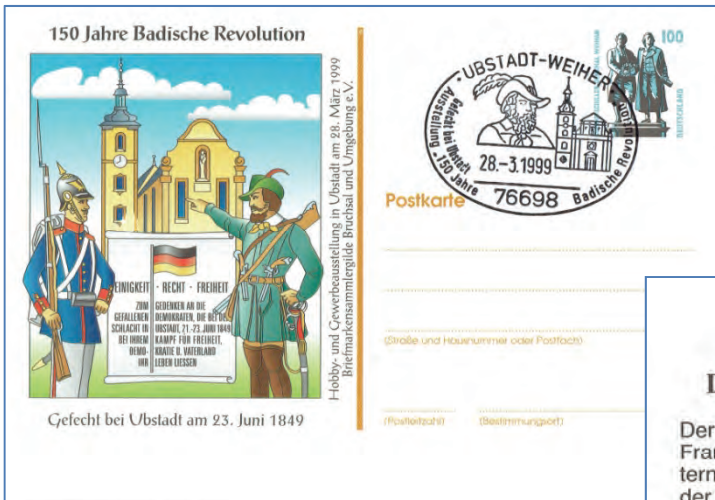 150 Jahre Badische Revolution
Hobby- und Gewerbeausstellung in Ubstadt am 28. März 1999
Briefmarkensammlergilde Bruchsal und Umgebung e.V.
EINIGKEIT · RECHT · FREIHEIT
ZUM GEDENKEN AN DIE
GEFALLENEN DEMOKRATEN, DIE BEI DER
SCHLACHT IN UBSTADT, 21.-23. JUNI 1849
BEI IHREM KAMPF FÜR FREIHEIT,
DEMO- KRATIE U. VATERLAND
IHR LEBEN LIESSEN
Gefecht bei Ubstadt am 23. Juni 1849
100
DEUTSCHLAND
UBSTADT-WEIHER
Gefecht bei Ubstadt
28.-3.1999
76698
Ausstellung · 150 Jahre Badische Revolution
Postkarte
(Straße und Hausnummer oder Postfach)
(Postleitzahl) (Bestimmungsort)
Der
der